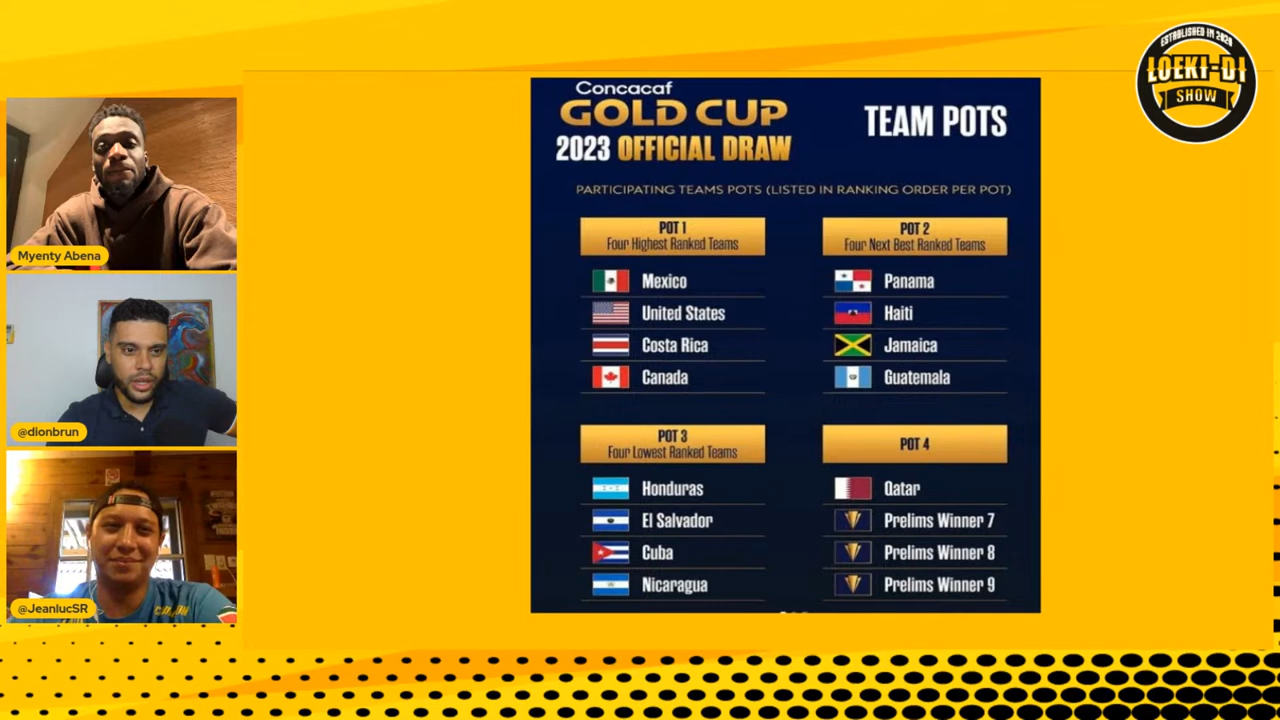 ESTABLISHED IN 2020
LOEKI-DI
SHOW
Concacaf
GOLD CUP
2023 OFFICIAL DRAW
TEAM POTS
PARTICIPATING TEAMS POTS (LISTED IN RANKING ORDER PER POT)
POT 1
Four Highest Ranked Teams
Mexico
United States
Costa Rica
Canada
POT 2
Four Next Best Ranked Teams
Panama
Haiti
Jamaica
Guatemala
POT 3
Four Lowest Ranked Teams
Honduras
El Salvador
Cuba
Nicaragua
POT 4
Qatar
Prelims Winner 7
Prelims Winner 8
Prelims Winner 9
Myenty Abena
@dionbrun
@JeanlucSR